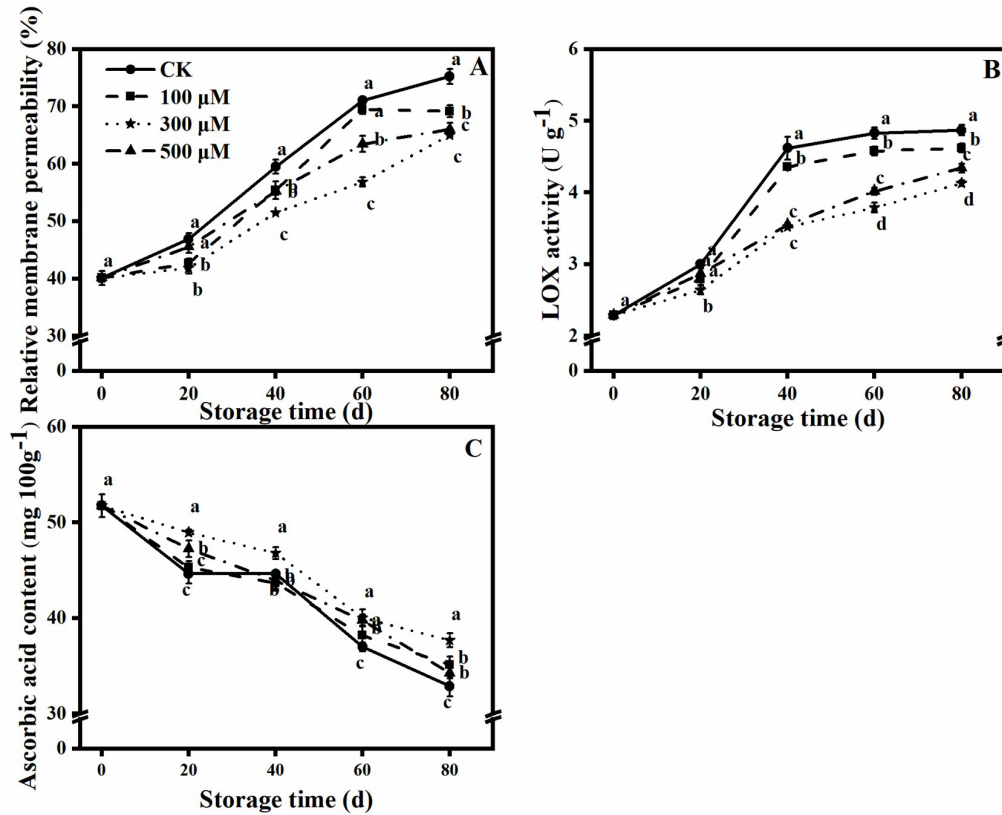 Relative membrane permeability (%)
80
70
60
50
40
30
0
CK
100 µM
300 µM
500 µM
A
a
a
a
b
b
a
b
b
c
a
a
b
c
a
b
c
c
0 20 40 60 80
Storage time (d)
LOX activity (U g-1)
6
5
4
3
2
0
B
a
a
a
a
b
a
b
c
c
a
b
c
d
a
b
c
d
0 20 40 60 80
Storage time (d)
Ascorbic acid content (mg 100g-1)
60
50
40
30
0
C
a
a
b
c
c
a
b
b
b
a
a
b
c
a
b
b
c
0 20 40 60 80
Storage time (d)